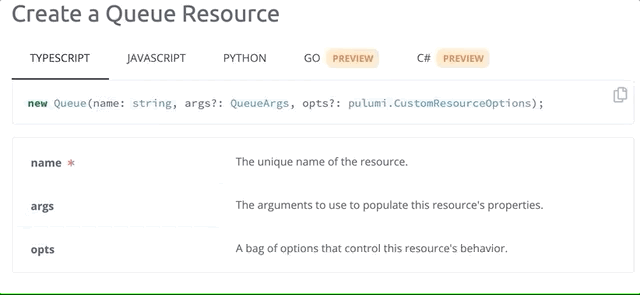 Create a Queue Resource
TYPESCRIPT JAVASCRIPT PYTHON GO PREVIEW C# PREVIEW
new Queue(name: string, args?: QueueArgs, opts?: pulumi.CustomResourceOptions);
name * The unique name of the resource.
args The arguments to use to populate this resource's properties.
opts A bag of options that control this resource's behavior.